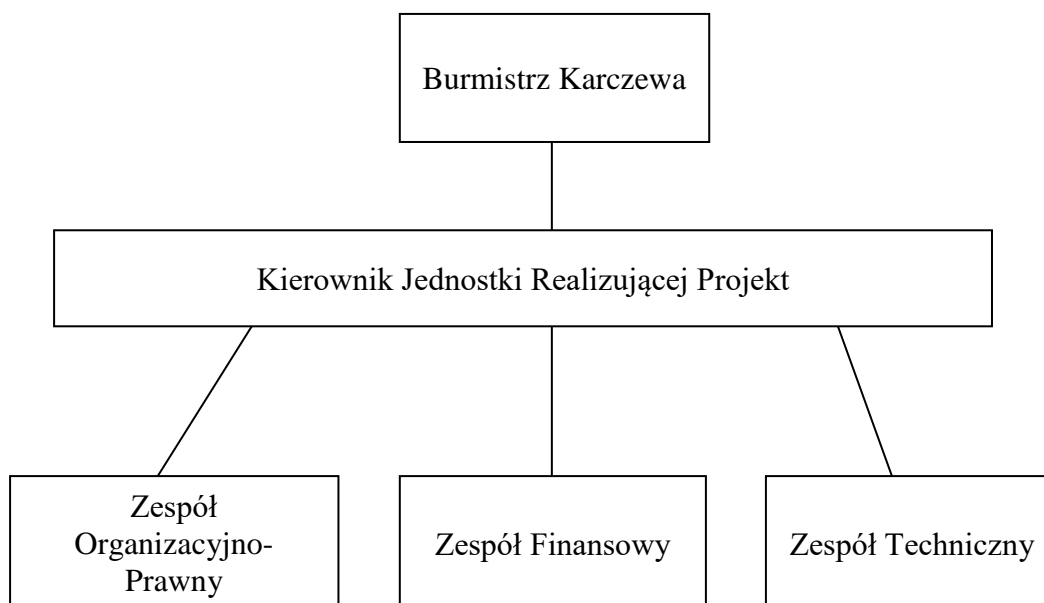 Burmistrz Karczewa
Kierownik Jednostki Realizującej Projekt
Zespół
Organizacyjno-
Prawny
Zespół Finansowy
Zespół Techniczny